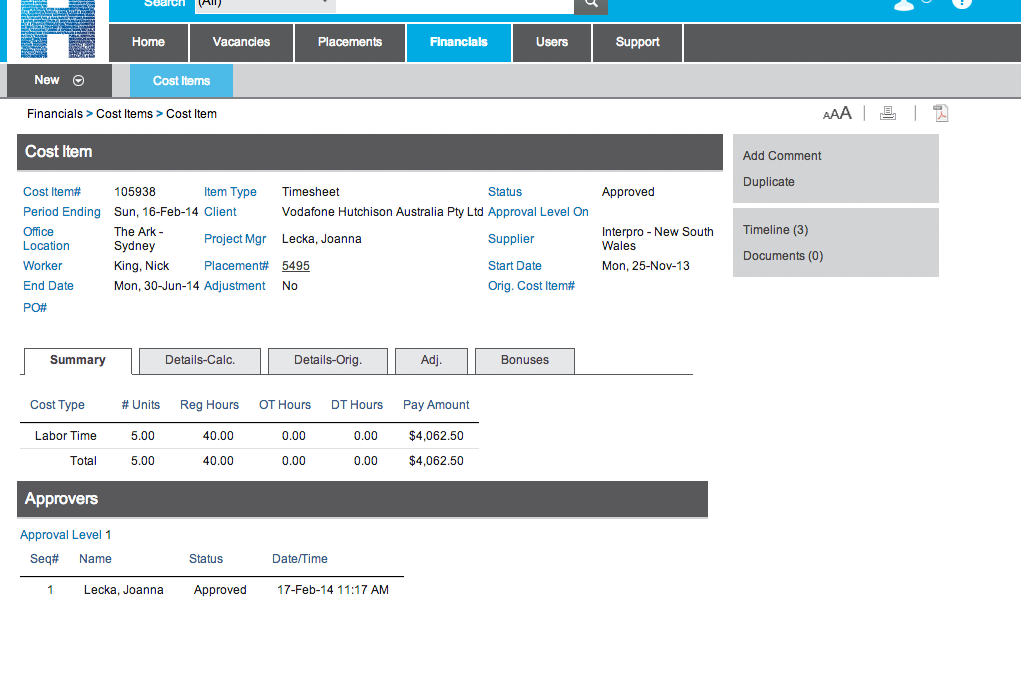 Search (All)
Home Vacancies Placements Financials Users Support
New Cost Items
Financials > Cost Items > Cost Item AAA
Cost Item
Add Comment
Duplicate
Timeline (3)
Documents (0)
Cost Item# 105938 Item Type Timesheet Status Approved
Period Ending Sun, 16-Feb-14 Client Vodafone Hutchison Australia Pty Ltd Approval Level On
Office Location The Ark - Sydney Project Mgr Lecka, Joanna Supplier Interpro - New South Wales
Worker King, Nick Placement# 5495 Start Date Mon, 25-Nov-13
End Date Mon, 30-Jun-14 Adjustment No Orig. Cost Item#
PO#
Summary Details-Calc. Details-Orig. Adj. Bonuses
Cost Type # Units Reg Hours OT Hours DT Hours Pay Amount
Labor Time 5.00 40.00 0.00 0.00 $4,062.50
Total 5.00 40.00 0.00 0.00 $4,062.50
Approvers
Approval Level 1
Seq# Name Status Date/Time
1 Lecka, Joanna Approved 17-Feb-14 11:17 AM